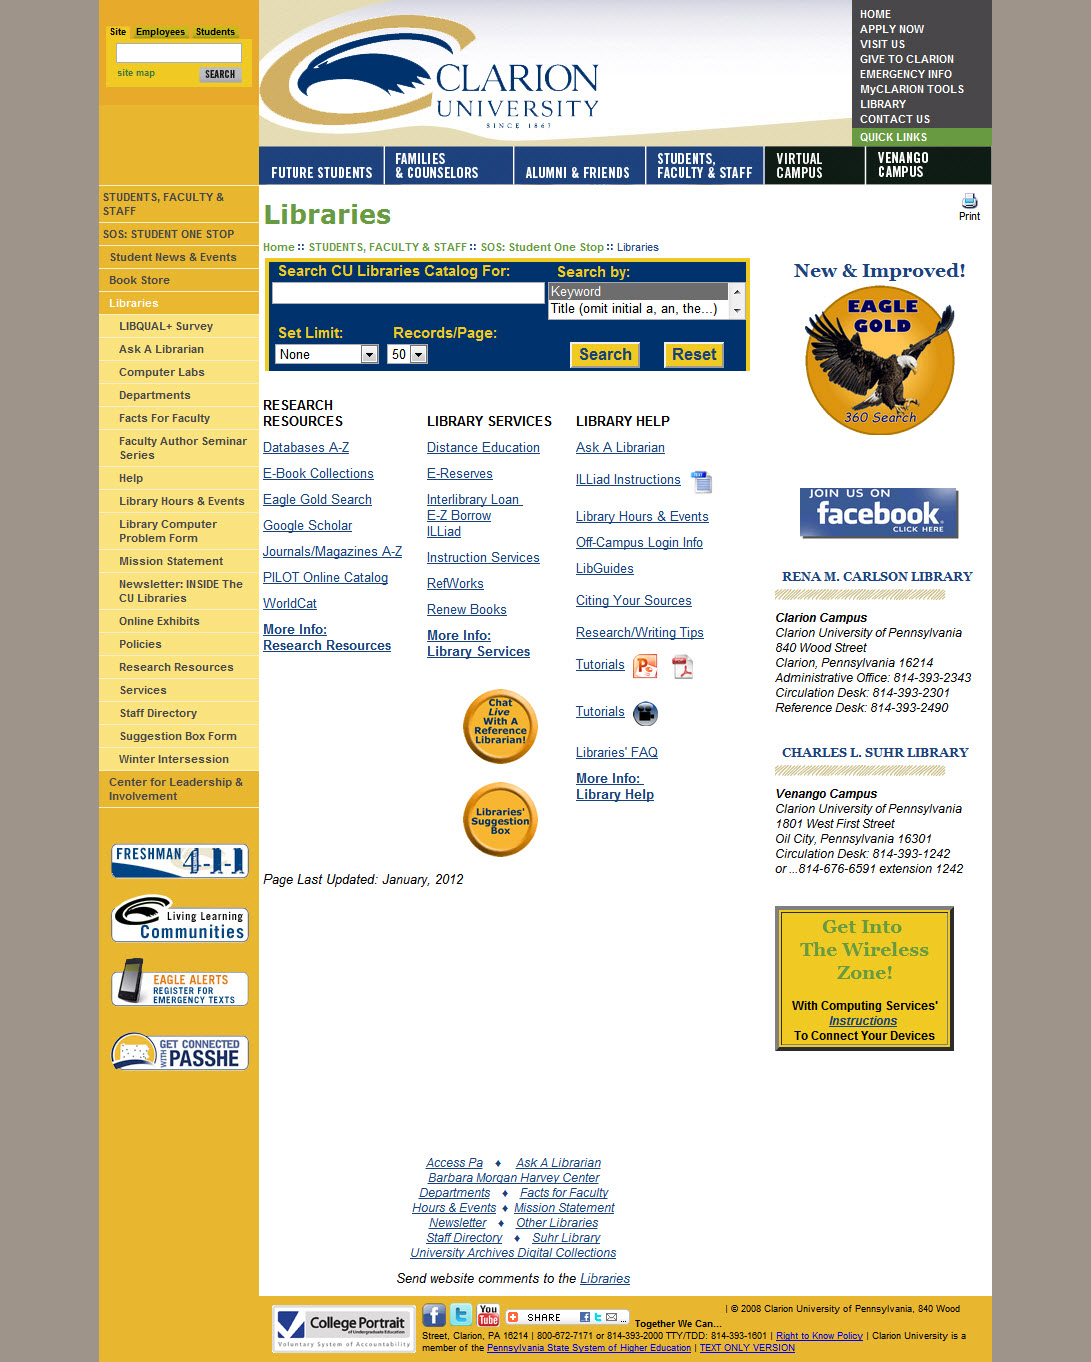 Site Employees Students
site map SEARCH
CLARION
UNIVERSITY
SINCE 1867
HOME
APPLY NOW
VISIT US
GIVE TO CLARION
EMERGENCY INFO
MyCLARION TOOLS
LIBRARY
CONTACT US
QUICK LINKS
FUTURE STUDENTS
FAMILIES
& COUNSELORS
ALUMNI & FRIENDS
STUDENTS,
FACULTY & STAFF
VIRTUAL
CAMPUS
VENANGO
CAMPUS
STUDENTS, FACULTY &
STAFF
SOS: STUDENT ONE STOP
Student News & Events
Book Store
Libraries
LIBQUAL+ Survey
Ask A Librarian
Computer Labs
Departments
Facts For Faculty
Faculty Author Seminar
Series
Help
Library Hours & Events
Library Computer
Problem Form
Mission Statement
Newsletter: INSIDE The
CU Libraries
Online Exhibits
Policies
Research Resources
Services
Staff Directory
Suggestion Box Form
Winter Intersession
Center for Leadership &
Involvement
FRESHMAN 4-1-1
Living Learning
Communities
EAGLE ALERTS
REGISTER FOR
EMERGENCY TEXTS
GET CONNECTED
WITH PASSHE
Libraries
Print
Home :: STUDENTS, FACULTY & STAFF :: SOS: Student One Stop :: Libraries
Search CU Libraries Catalog For: Search by:
Keyword
Title (omit initial a, an, the...)
Set Limit: Records/Page:
None 50 Search Reset
RESEARCH
RESOURCES
Databases A-Z
E-Book Collections
Eagle Gold Search
Google Scholar
Journals/Magazines A-Z
PILOT Online Catalog
WorldCat
More Info:
Research Resources
LIBRARY SERVICES
Distance Education
E-Reserves
Interlibrary Loan
E-Z Borrow
ILLiad
Instruction Services
RefWorks
Renew Books
More Info:
Library Services
Chat
Live
With A
Reference
Librarian!
Libraries'
Suggestion
Box
LIBRARY HELP
Ask A Librarian
ILLiad Instructions
Library Hours & Events
Off-Campus Login Info
LibGuides
Citing Your Sources
Research/Writing Tips
Tutorials
Tutorials
Libraries' FAQ
More Info:
Library Help
Page Last Updated: January, 2012
New & Improved!
EAGLE
GOLD
360 Search
JOIN US ON
facebook
CLICK HERE
RENA M. CARLSON LIBRARY
Clarion Campus
Clarion University of Pennsylvania
840 Wood Street
Clarion, Pennsylvania 16214
Administrative Office: 814-393-2343
Circulation Desk: 814-393-2301
Reference Desk: 814-393-2490
CHARLES L. SUHR LIBRARY
Venango Campus
Clarion University of Pennsylvania
1801 West First Street
Oil City, Pennsylvania 16301
Circulation Desk: 814-393-1242
or ...814-676-6591 extension 1242
Get Into
The Wireless
Zone!
With Computing Services'
Instructions
To Connect Your Devices
Access Pa ♦ Ask A Librarian
Barbara Morgan Harvey Center
Departments ♦ Facts for Faculty
Hours & Events ♦ Mission Statement
Newsletter ♦ Other Libraries
Staff Directory ♦ Suhr Library
University Archives Digital Collections
Send website comments to the Libraries
College Portrait
of Undergraduate Education
Voluntary System of Accountability
You Tube
SHARE ...
Together We Can...
| © 2008 Clarion University of Pennsylvania, 840 Wood
Street, Clarion, PA 16214 | 800-672-7171 or 814-393-2000 TTY/TDD: 814-393-1601 | Right to Know Policy | Clarion University is a
member of the Pennsylvania State System of Higher Education | TEXT ONLY VERSION